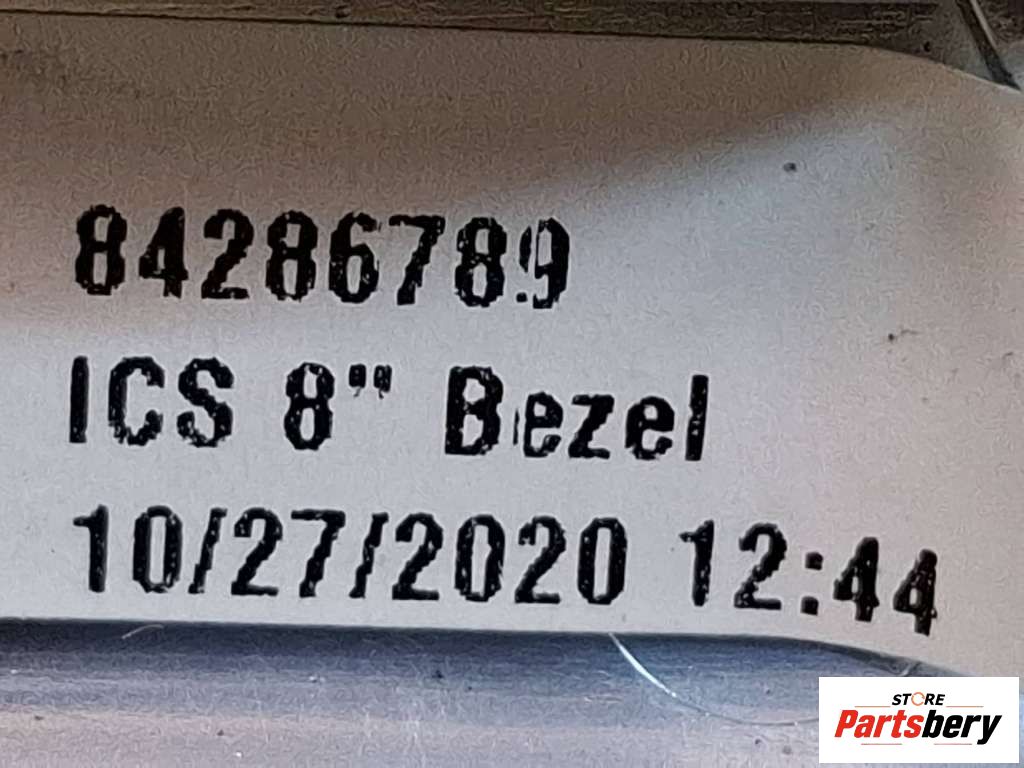 84286789
ICS 8" Bezel
10/27/2020 12:44
STORE
Partsbery